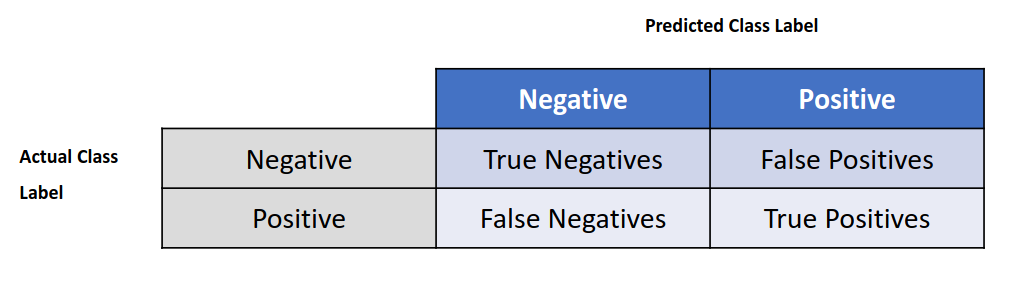 Predicted Class Label
Negative Positive
Actual Class
Label
Negative True Negatives False Positives
Positive False Negatives True Positives